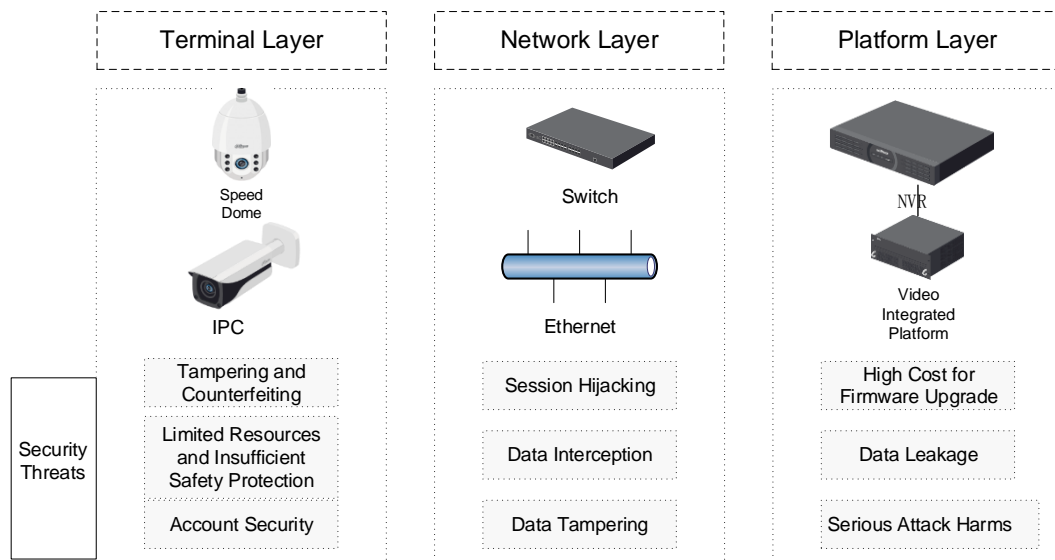 Terminal Layer
Network Layer
Platform Layer
Speed
Dome
IPC
Switch
Ethernet
NVR
Video
Integrated
Platform
Security
Threats
Tampering and
Counterfeiting
Limited Resources
and Insufficient
Safety Protection
Account Security
Session Hijacking
Data Interception
Data Tampering
High Cost for
Firmware Upgrade
Data Leakage
Serious Attack Harms